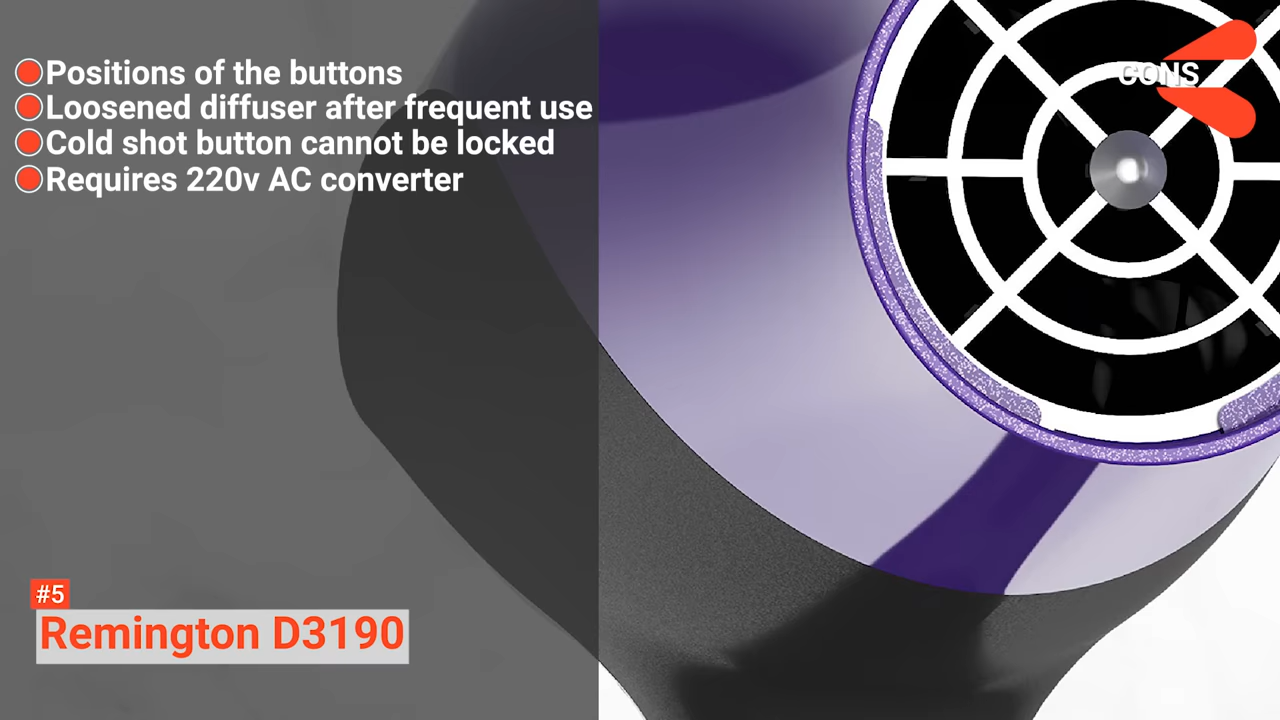 Positions of the buttons
Loosened diffuser after frequent use
Cold shot button cannot be locked
Requires 220v AC converter
CONS
#5
Remington D3190